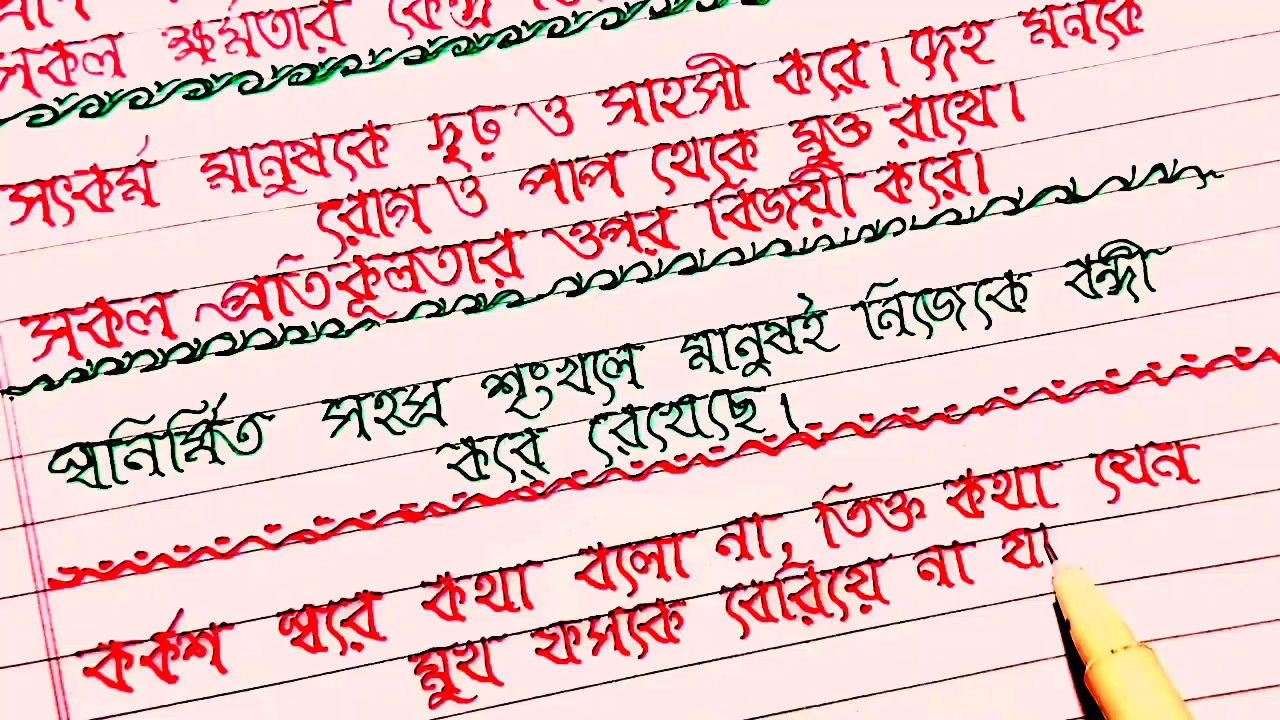 সকল ক্ষমতার কেন্দ্র
সৎকর্ম মানুষকে দৃঢ় ও সাহসী করে। দেহ মনকে
রোগ ও পাপ থেকে মুক্ত রাখে।
সকল প্রতিকূলতার ওপর বিজয়ী করে।
স্বনির্মিত সহস্র শৃংখলে মানুষই নিজেকে বন্দী
করে রেখেছে।
কর্কশ স্বরে কথা বলো না, তিক্ত কথা যেন
মুখ ফসকে বেরিয়ে না যা